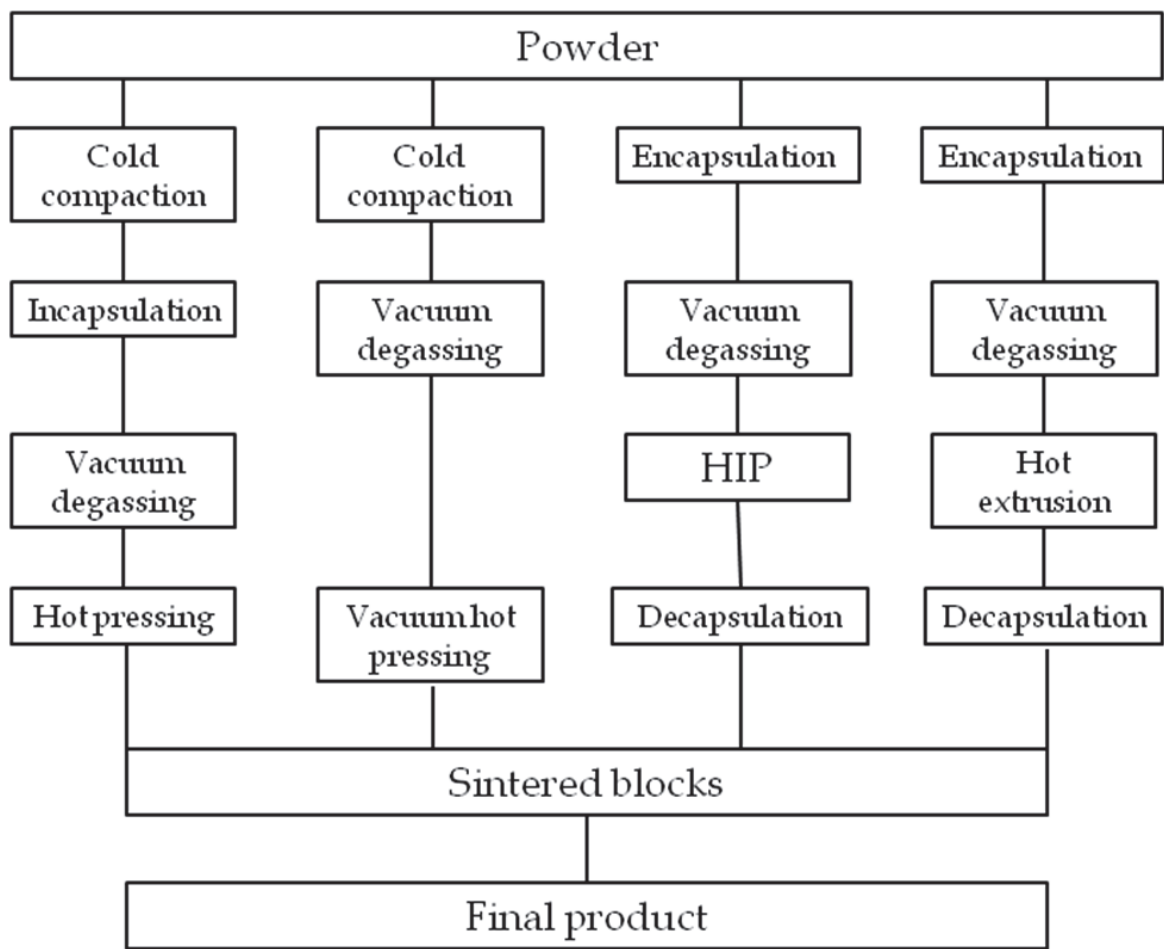 Powder
Cold
compaction
Cold
compaction
Encapsulation
Encapsulation
Incapsulation
Vacuum
degassing
Vacuum
degassing
Vacuum
degassing
Vacuum
degassing
HIP
Hot
extrusion
Hot pressing
Vacuum hot
pressing
Decapsulation
Decapsulation
Sintered blocks
Final product